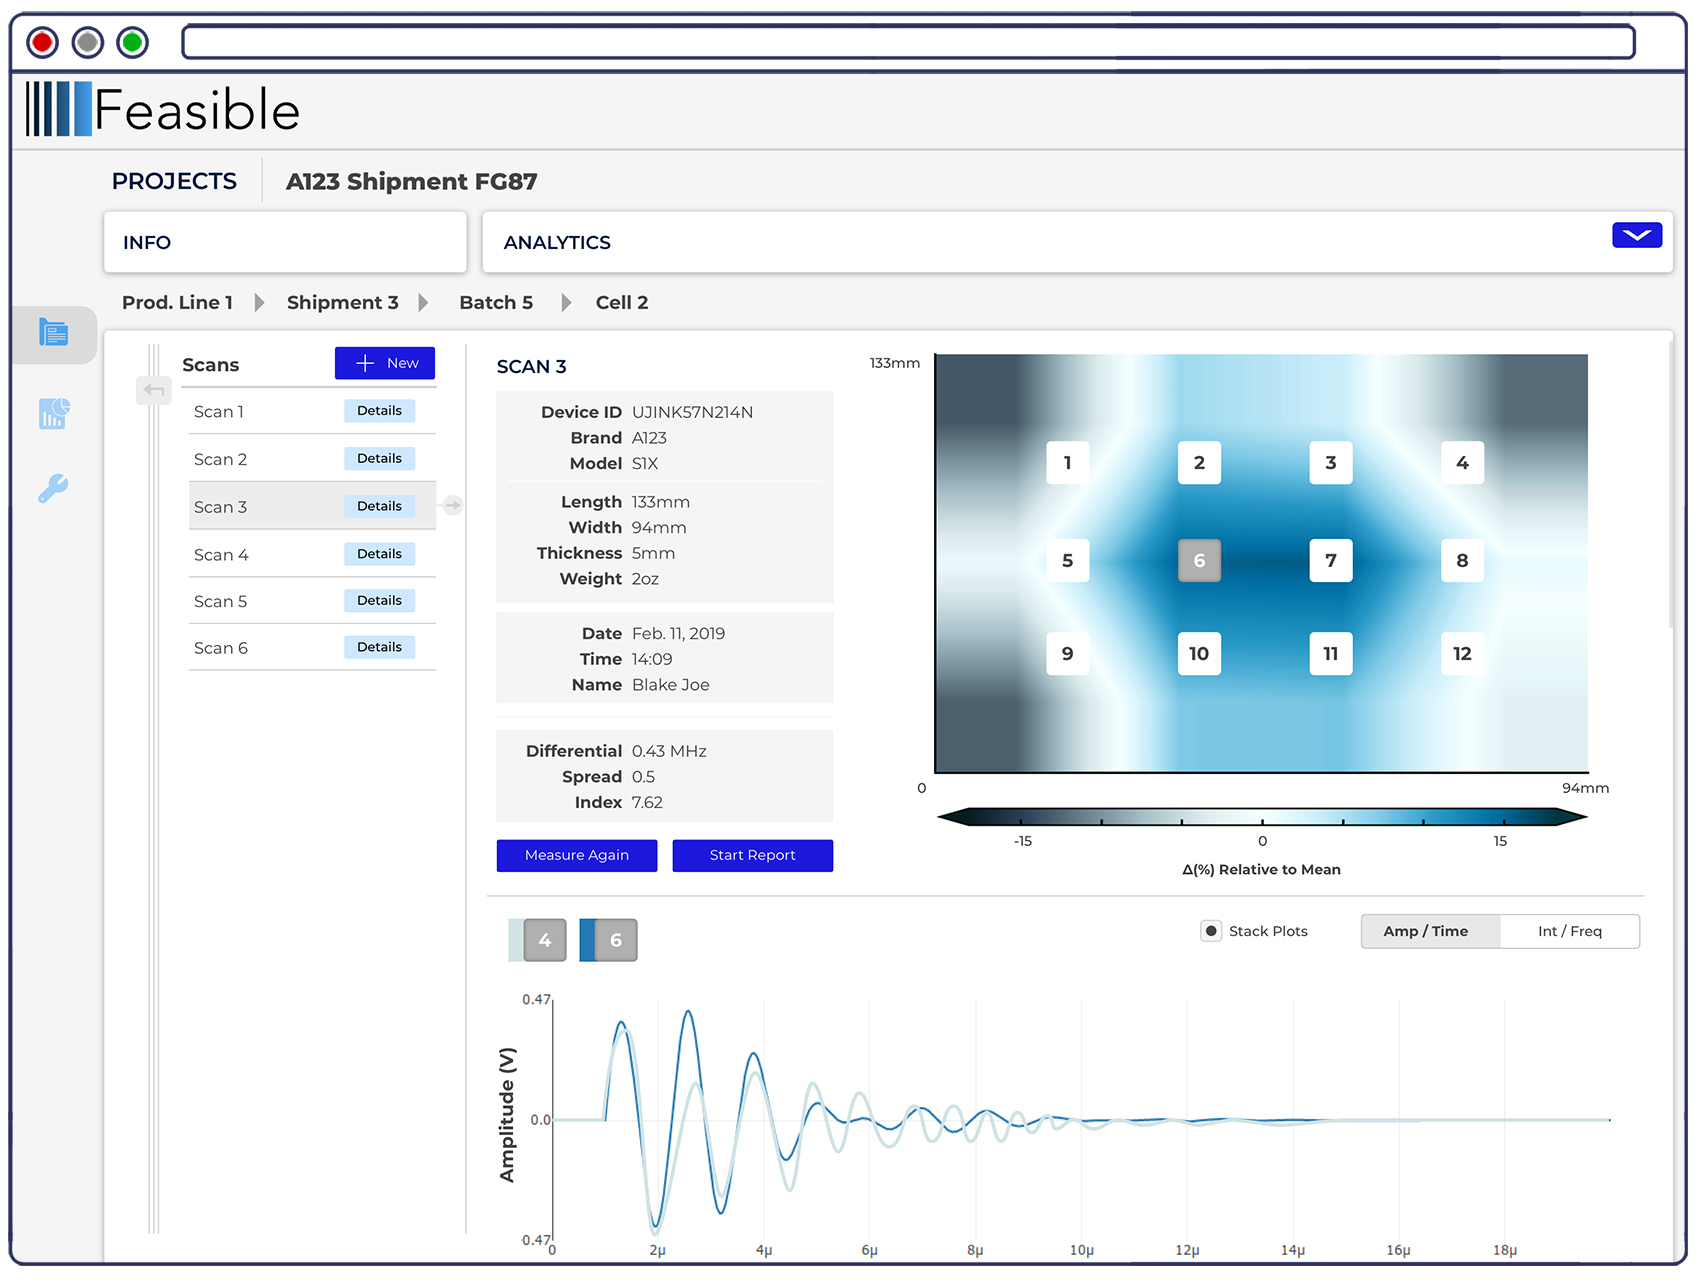 Feasible
PROJECTS
A123 Shipment FG87
INFO
ANALYTICS
Prod. Line 1
Shipment 3
Batch 5
Cell 2
Scans
New
Scan 1 Details
Scan 2 Details
Scan 3 Details
Scan 4 Details
Scan 5 Details
Scan 6 Details
SCAN 3
Device ID UJINK57N214N
Brand A123
Model S1X
Length 133mm
Width 94mm
Thickness 5mm
Weight 2oz
Date Feb. 11, 2019
Time 14:09
Name Blake Joe
Differential 0.43 MHz
Spread 0.5
Index 7.62
Measure Again
Start Report
133mm
1 2 3 4
5 6 7 8
9 10 11 12
0 94mm
-15 0 15
Δ(%) Relative to Mean
4 6
Stack Plots
Amp / Time
Int / Freq
0.47
0.0
-0.47
Amplitude (V)
0 2μ 4μ 6μ 8μ 10μ 12μ 14μ 16μ 18μ